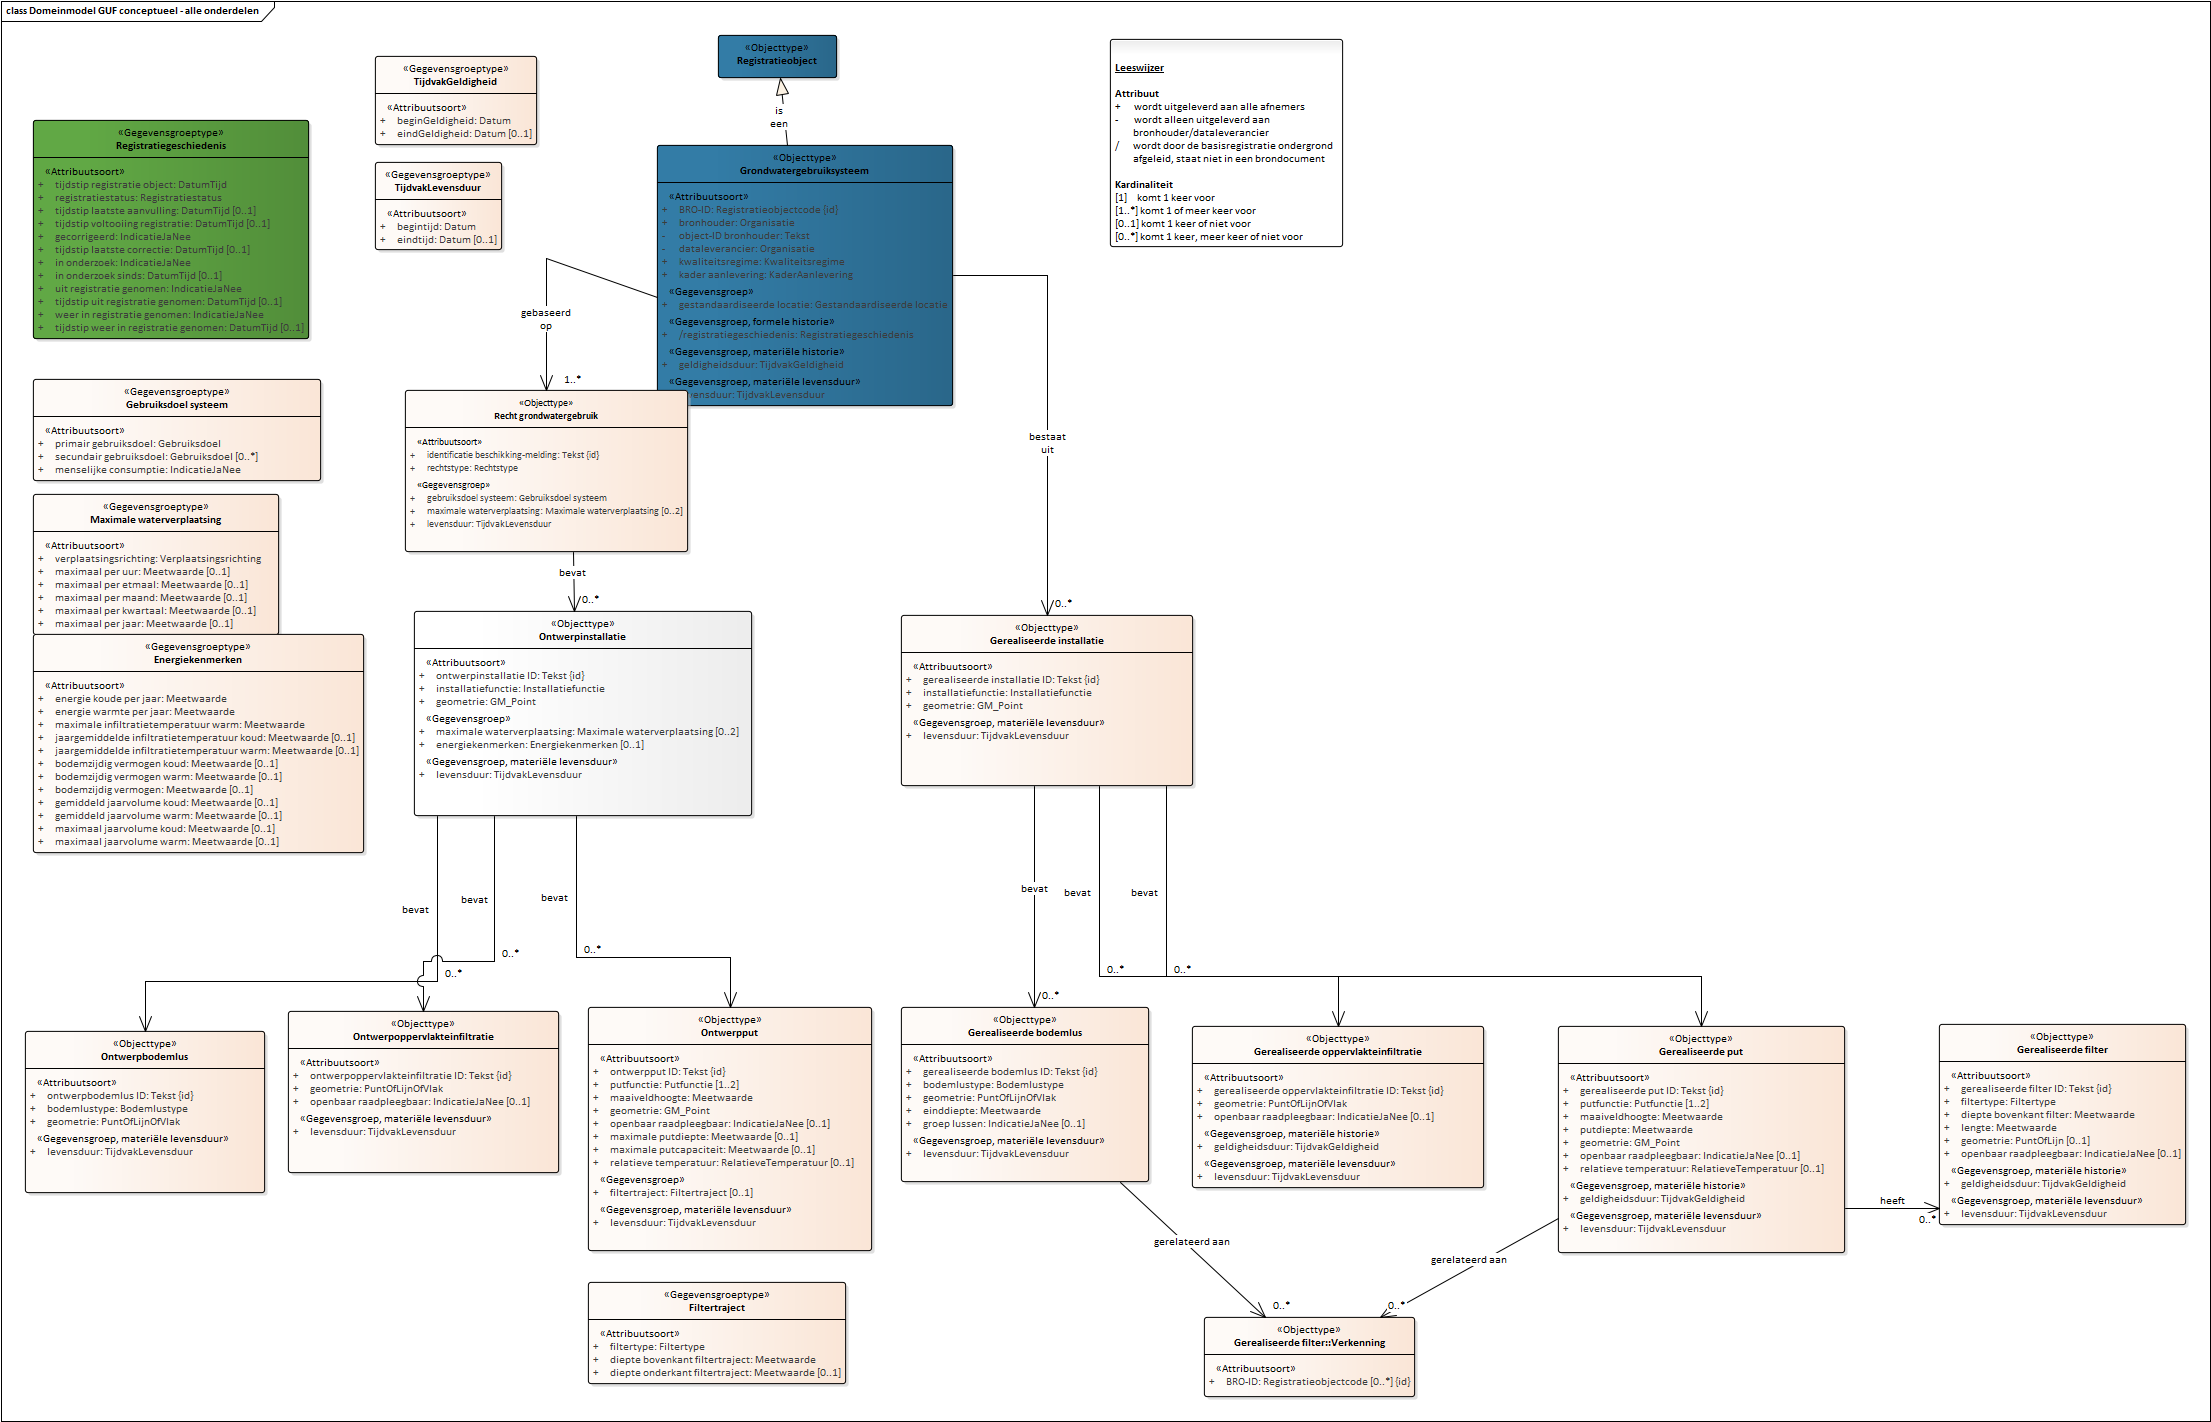 class Domeinmodel GUF conceptueel - alle onderdelen
«Objecttype»
Registratieobject
is
een
«Gegevensgroeptype»
TijdvakGeldigheid
«Attribuutsoort»
+ beginGeldigheid: Datum
+ eindGeldigheid: Datum [0..1]
«Gegevensgroeptype»
TijdvakLevensduur
«Attribuutsoort»
+ begintijd: Datum
+ eindtijd: Datum [0..1]
Leeswijzer
Attribuut
+ wordt uitgeleverd aan alle afnemers
- wordt alleen uitgeleverd aan
bronhouder/dataleverancier
/ wordt door de basisregistratie ondergrond
afgeleid, staat niet in een brondocument
Kardinaliteit
[1] komt 1 keer voor
[1..*] komt 1 of meer keer voor
[0..1] komt 1 keer of niet voor
[0..*] komt 1 keer, meer keer of niet voor
«Gegevensgroeptype»
Registratiegeschiedenis
«Attribuutsoort»
+ tijdstip registratie object: DatumTijd
+ registratiestatus: Registratiestatus
+ tijdstip laatste aanvulling: DatumTijd [0..1]
+ tijdstip voltooiing registratie: DatumTijd [0..1]
+ gecorrigeerd: IndicatieJaNee
+ tijdstip laatste correctie: DatumTijd [0..1]
+ in onderzoek: IndicatieJaNee
+ in onderzoek sinds: DatumTijd [0..1]
+ uit registratie genomen: IndicatieJaNee
+ tijdstip uit registratie genomen: DatumTijd [0..1]
+ weer in registratie genomen: IndicatieJaNee
+ tijdstip weer in registratie genomen: DatumTijd [0..1]
«Objecttype»
Grondwatergebruiksysteem
«Attribuutsoort»
+ BRO-ID: Registratieobjectcode {id}
+ bronhouder: Organisatie
- object-ID bronhouder: Tekst
- dataleverancier: Organisatie
+ kwaliteitsregime: Kwaliteitsregime
+ kader aanlevering: KaderAanlevering
«Gegevensgroep»
+ gestandaardiseerde locatie: Gestandaardiseerde locatie
«Gegevensgroep, formele historie»
+ /registratiegeschiedenis: Registratiegeschiedenis
«Gegevensgroep, materiële historie»
+ geldigheidsduur: TijdvakGeldigheid
«Gegevensgroep, materiële levensduur»
vensduur: TijdvakLevensduur
gebaseerd
op
1..*
bestaat
uit
0..*
«Gegevensgroeptype»
Gebruiksdoel systeem
«Attribuutsoort»
+ primair gebruiksdoel: Gebruiksdoel
+ secundair gebruiksdoel: Gebruiksdoel [0..*]
+ menselijke consumptie: IndicatieJaNee
«Objecttype»
Recht grondwatergebruik
«Attribuutsoort»
+ identificatie beschikking-melding: Tekst {id}
+ rechtstype: Rechtstype
«Gegevensgroep»
+ gebruiksdoel systeem: Gebruiksdoel systeem
+ maximale waterverplaatsing: Maximale waterverplaatsing [0..2]
+ levensduur: TijdvakLevensduur
bevat
0..*
«Gegevensgroeptype»
Maximale waterverplaatsing
«Attribuutsoort»
+ verplaatsingsrichting: Verplaatsingsrichting
+ maximaal per uur: Meetwaarde [0..1]
+ maximaal per etmaal: Meetwaarde [0..1]
+ maximaal per maand: Meetwaarde [0..1]
+ maximaal per kwartaal: Meetwaarde [0..1]
+ maximaal per jaar: Meetwaarde [0..1]
«Gegevensgroeptype»
Energiekenmerken
«Attribuutsoort»
+ energie koude per jaar: Meetwaarde
+ energie warmte per jaar: Meetwaarde
+ maximale infiltratietemperatuur warm: Meetwaarde
+ jaargemiddelde infiltratietemperatuur koud: Meetwaarde [0..1]
+ jaargemiddelde infiltratietemperatuur warm: Meetwaarde [0..1]
+ bodemzijdig vermogen koud: Meetwaarde [0..1]
+ bodemzijdig vermogen warm: Meetwaarde [0..1]
+ bodemzijdig vermogen: Meetwaarde [0..1]
+ gemiddeld jaarvolume koud: Meetwaarde [0..1]
+ gemiddeld jaarvolume warm: Meetwaarde [0..1]
+ maximaal jaarvolume koud: Meetwaarde [0..1]
+ maximaal jaarvolume warm: Meetwaarde [0..1]
«Objecttype»
Ontwerpinstallatie
«Attribuutsoort»
+ ontwerpinstallatie ID: Tekst {id}
+ installatiefunctie: Installatiefunctie
+ geometrie: GM_Point
«Gegevensgroep»
+ maximale waterverplaatsing: Maximale waterverplaatsing [0..2]
+ energiekenmerken: Energiekenmerken [0..1]
«Gegevensgroep, materiële levensduur»
+ levensduur: TijdvakLevensduur
«Objecttype»
Gerealiseerde installatie
«Attribuutsoort»
+ gerealiseerde installatie ID: Tekst {id}
+ installatiefunctie: Installatiefunctie
+ geometrie: GM_Point
«Gegevensgroep, materiële levensduur»
+ levensduur: TijdvakLevensduur
bevat
0..*
bevat
0..*
bevat
0..*
bevat
0..*
bevat
0..*
bevat
0..*
«Objecttype»
Ontwerpbodemlus
«Attribuutsoort»
+ ontwerpbodemlus ID: Tekst {id}
+ bodemlustype: Bodemlustype
+ geometrie: PuntOfLijnOfVlak
«Gegevensgroep, materiële levensduur»
+ levensduur: TijdvakLevensduur
«Objecttype»
Ontwerpoppervlakteinfiltratie
«Attribuutsoort»
+ ontwerpoppervlakteinfiltratie ID: Tekst {id}
+ geometrie: PuntOfLijnOfVlak
+ openbaar raadpleegbaar: IndicatieJaNee [0..1]
«Gegevensgroep, materiële levensduur»
+ levensduur: TijdvakLevensduur
«Objecttype»
Ontwerpput
«Attribuutsoort»
+ ontwerpput ID: Tekst {id}
+ putfunctie: Putfunctie [1..2]
+ maaiveldhoogte: Meetwaarde
+ geometrie: GM_Point
+ openbaar raadpleegbaar: IndicatieJaNee [0..1]
+ maximale putdiepte: Meetwaarde [0..1]
+ maximale putcapaciteit: Meetwaarde [0..1]
+ relatieve temperatuur: RelatieveTemperatuur [0..1]
«Gegevensgroep»
+ filtertraject: Filtertraject [0..1]
«Gegevensgroep, materiële levensduur»
+ levensduur: TijdvakLevensduur
«Objecttype»
Gerealiseerde bodemlus
«Attribuutsoort»
+ gerealiseerde bodemlus ID: Tekst {id}
+ bodemlustype: Bodemlustype
+ geometrie: PuntOfLijnOfVlak
+ einddiepte: Meetwaarde
+ groep lussen: IndicatieJaNee [0..1]
«Gegevensgroep, materiële levensduur»
+ levensduur: TijdvakLevensduur
«Objecttype»
Gerealiseerde oppervlakteinfiltratie
«Attribuutsoort»
+ gerealiseerde oppervlakteinfiltratie ID: Tekst {id}
+ geometrie: PuntOfLijnOfVlak
+ openbaar raadpleegbaar: IndicatieJaNee [0..1]
«Gegevensgroep, materiële historie»
+ geldigheidsduur: TijdvakGeldigheid
«Gegevensgroep, materiële levensduur»
+ levensduur: TijdvakLevensduur
«Objecttype»
Gerealiseerde put
«Attribuutsoort»
+ gerealiseerde put ID: Tekst {id}
+ putfunctie: Putfunctie [1..2]
+ maaiveldhoogte: Meetwaarde
+ putdiepte: Meetwaarde
+ geometrie: GM_Point
+ openbaar raadpleegbaar: IndicatieJaNee [0..1]
+ relatieve temperatuur: RelatieveTemperatuur [0..1]
«Gegevensgroep, materiële historie»
+ geldigheidsduur: TijdvakGeldigheid
«Gegevensgroep, materiële levensduur»
+ levensduur: TijdvakLevensduur
heeft
0..*
«Objecttype»
Gerealiseerde filter
«Attribuutsoort»
+ gerealiseerde filter ID: Tekst {id}
+ filtertype: Filtertype
+ diepte bovenkant filter: Meetwaarde
+ lengte: Meetwaarde
+ geometrie: PuntOfLijn [0..1]
+ openbaar raadpleegbaar: IndicatieJaNee [0..1]
«Gegevensgroep, materiële historie»
+ geldigheidsduur: TijdvakGeldigheid
«Gegevensgroep, materiële levensduur»
+ levensduur: TijdvakLevensduur
gerelateerd aan
0..*
gerelateerd aan
0..*
«Gegevensgroeptype»
Filtertraject
«Attribuutsoort»
+ filtertype: Filtertype
+ diepte bovenkant filtertraject: Meetwaarde
+ diepte onderkant filtertraject: Meetwaarde [0..1]
«Objecttype»
Gerealiseerde filter::Verkenning
«Attribuutsoort»
+ BRO-ID: Registratieobjectcode [0..*] {id}